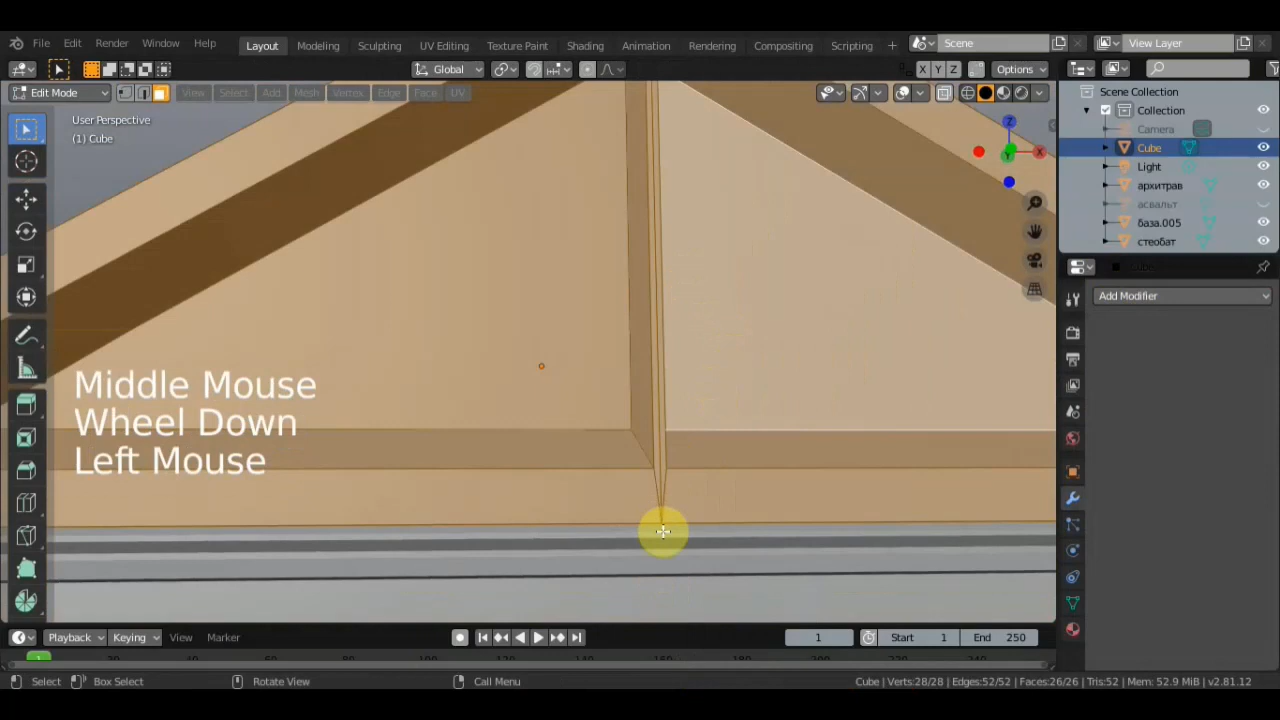 File Edit Render Window Help Layout Modeling Sculpting UV Editing Texture Paint Shading Animation Rendering Compositing Scripting + Scene View Layer
Global X Y Z Options
Edit Mode View Select Add Mesh Vertex Edge Face UV
Scene Collection
User Perspective
Collection
(1) Cube
Camera
Cube
Light
архитрав
асвальт
база.005
стеобат
Z
X
Y
Add Modifier
Middle Mouse
Wheel Down
Left Mouse
Playback Keying View Marker 1 Start 1 End 250
1
Select Box Select Rotate View Call Menu Cube | Verts:28/28 | Edges:52/52 | Faces:26/26 | Tris:52 | Mem: 52.9 MiB | v2.81.12